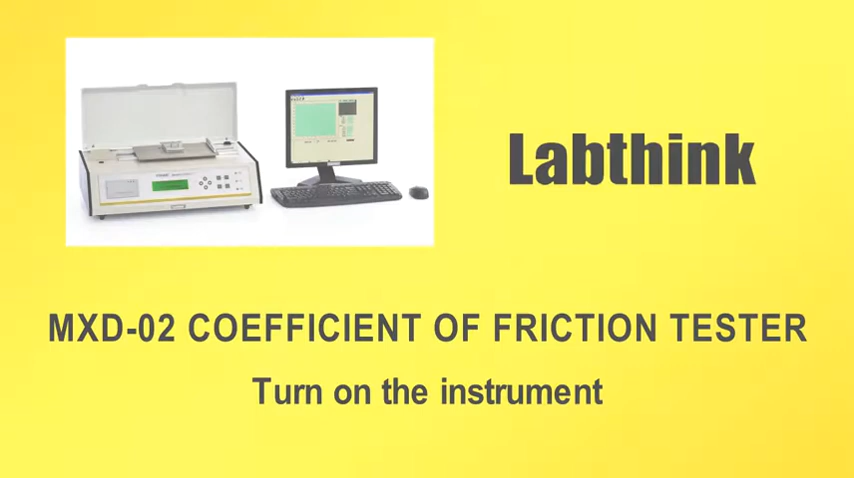 Labthink
MXD-02 COEFFICIENT OF FRICTION TESTER
Turn on the instrument